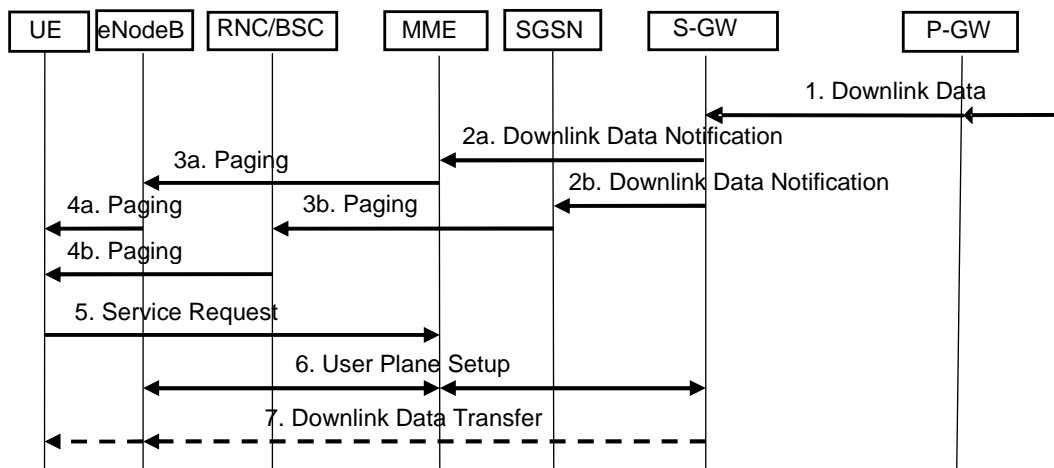 UE
eNodeB
RNC/BSC
MME
SGSN
S-GW
P-GW
1. Downlink Data
2a. Downlink Data Notification
3a. Paging
2b. Downlink Data Notification
4a. Paging
3b. Paging
4b. Paging
5. Service Request
6. User Plane Setup
7. Downlink Data Transfer